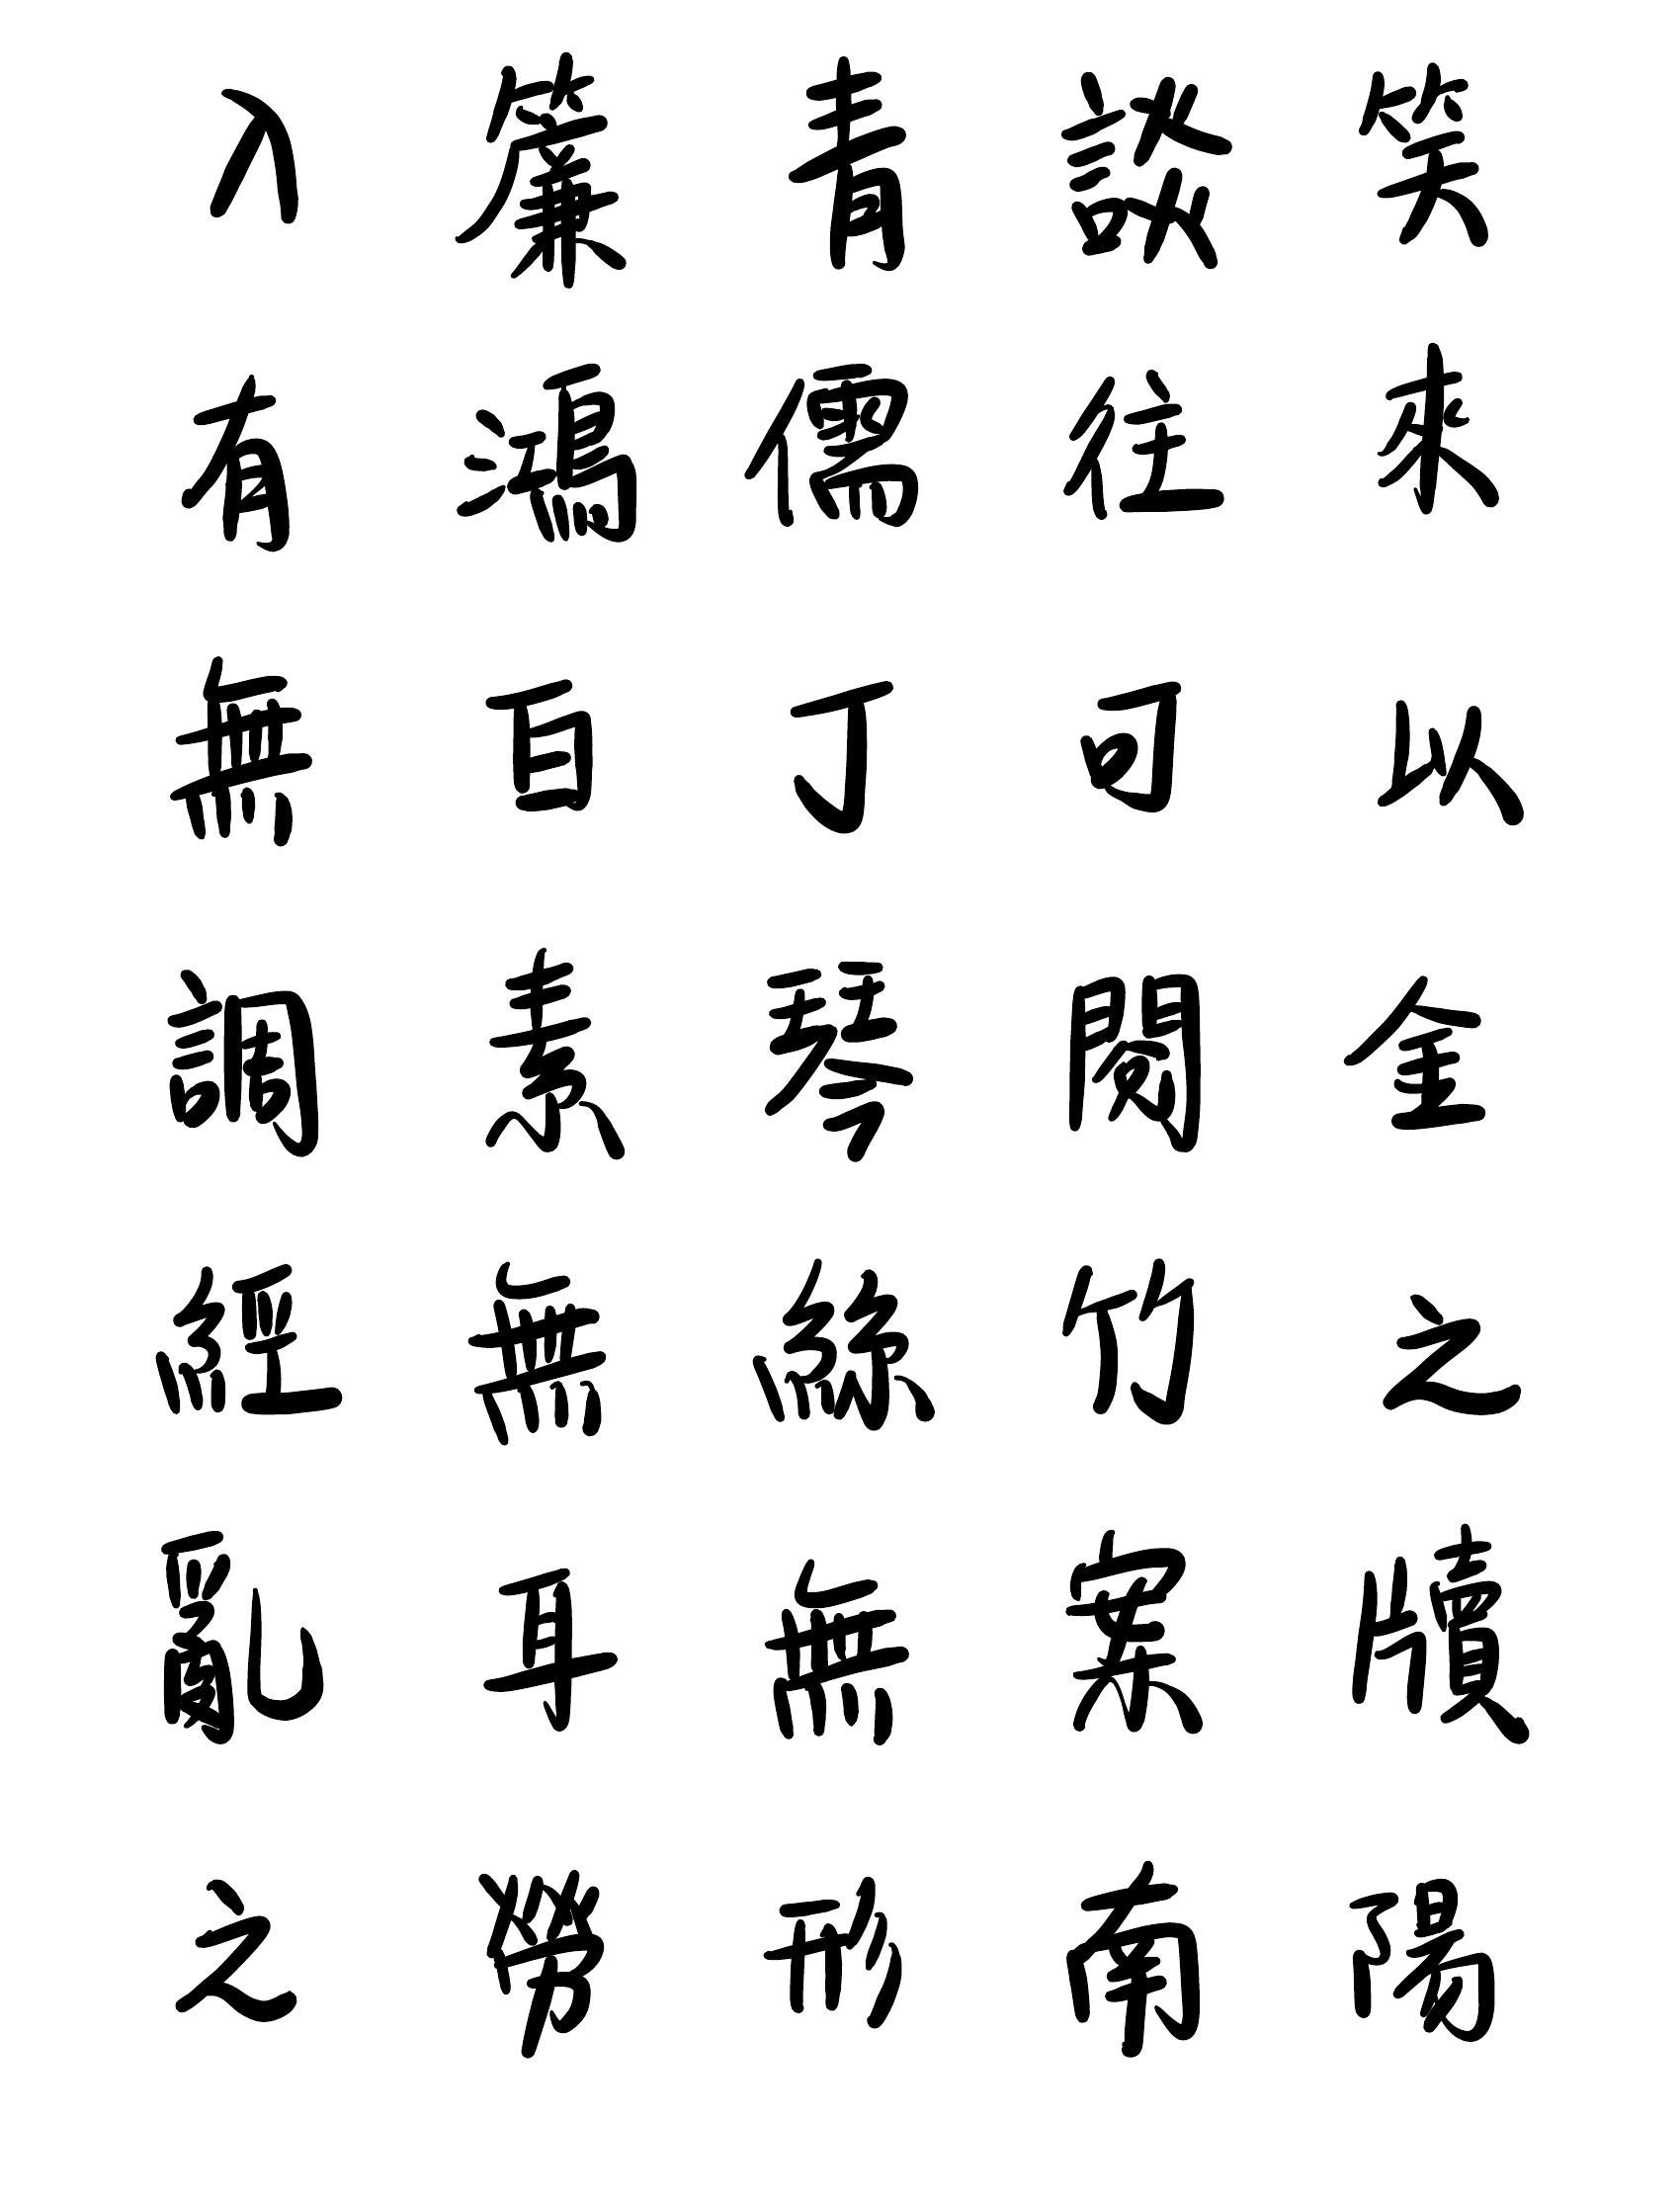 入簾青談笑
有鴻儒往來
無白丁可以
調素琴閱金
經無絲竹之
亂耳無案牘
之勞形南陽